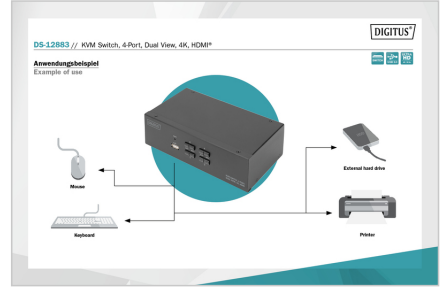 DIGITUS®
DS-12883 // KVM Switch, 4-Port, Dual View, 4K, HDMI®
Anwendungsbeispiel
Example of use
External hard drive
Mouse
Keyboard
Printer